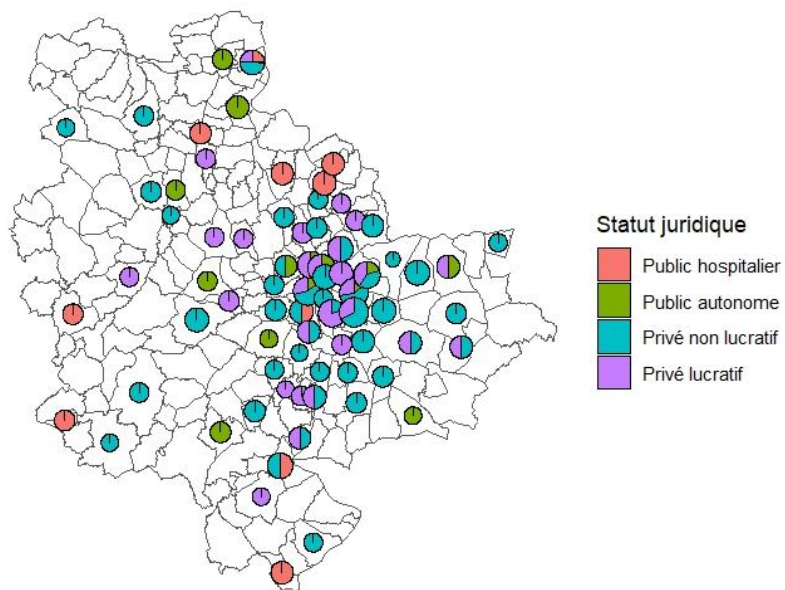 Statut juridique
Public hospitalier
Public autonome
Privé non lucratif
Privé lucratif